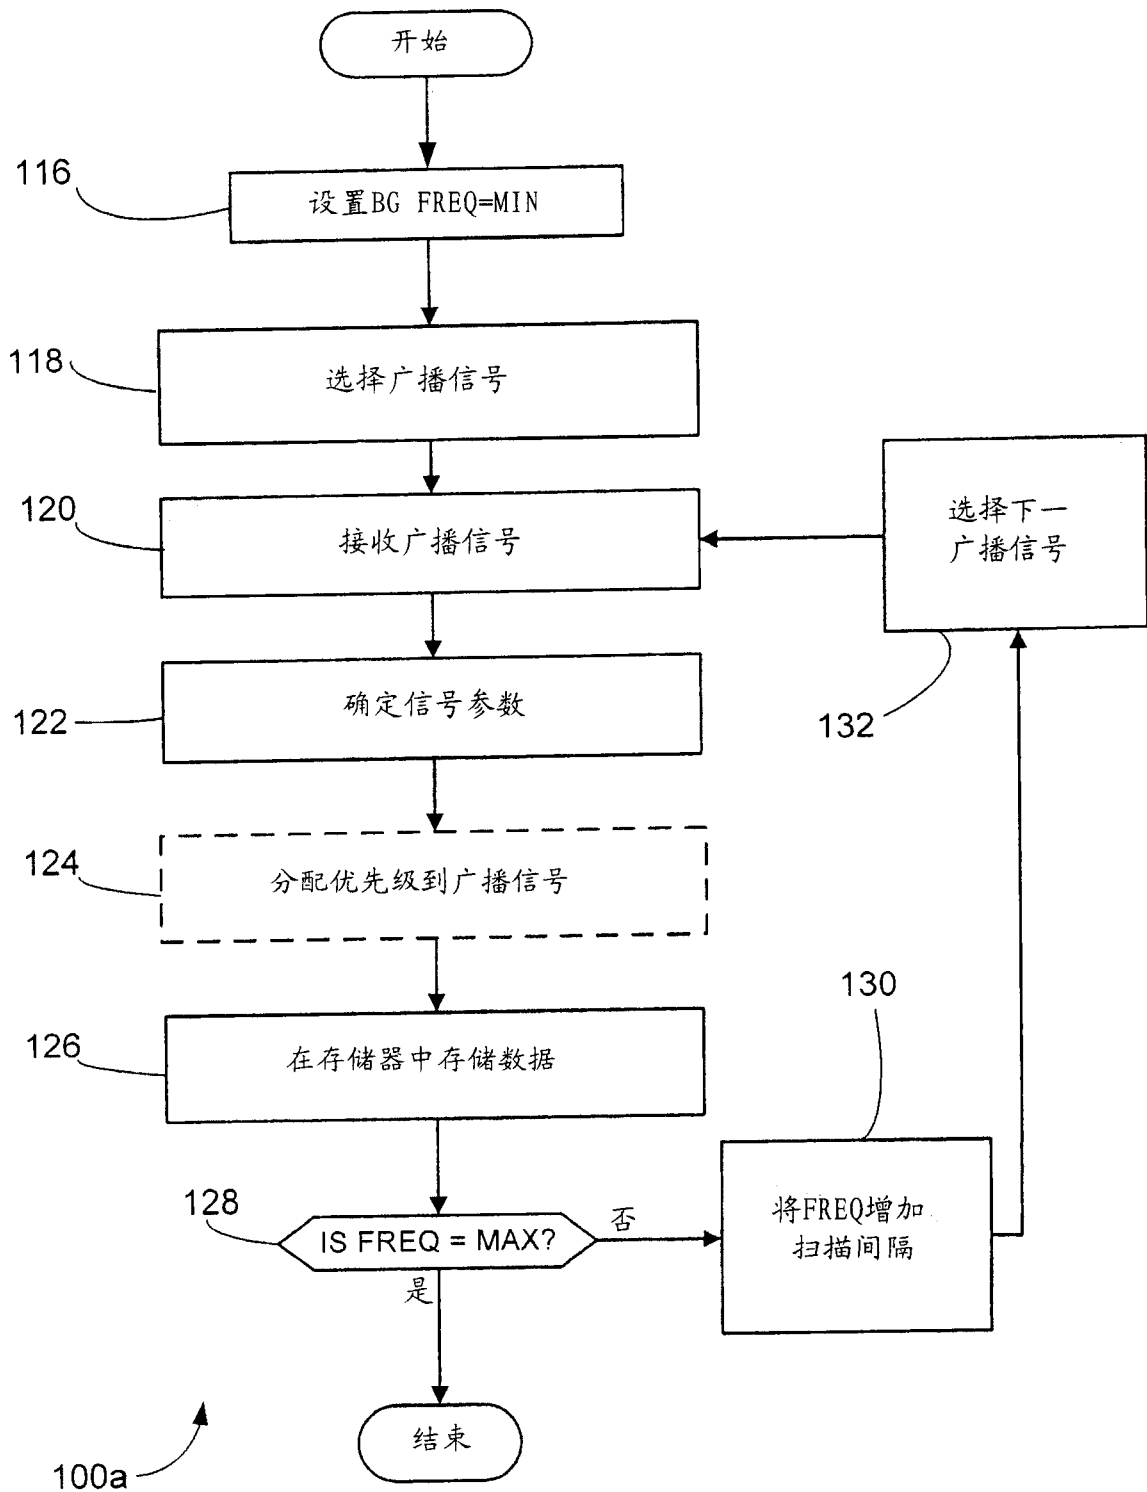 开始
116
设置BG FREQ=MIN
118
选择广播信号
120
接收广播信号
选择下一
广播信号
132
122
确定信号参数
124
分配优先级到广播信号
126
在存储器中存储数据
130
128
IS FREQ = MAX?
否
将FREQ增加
扫描间隔
是
结束
100a